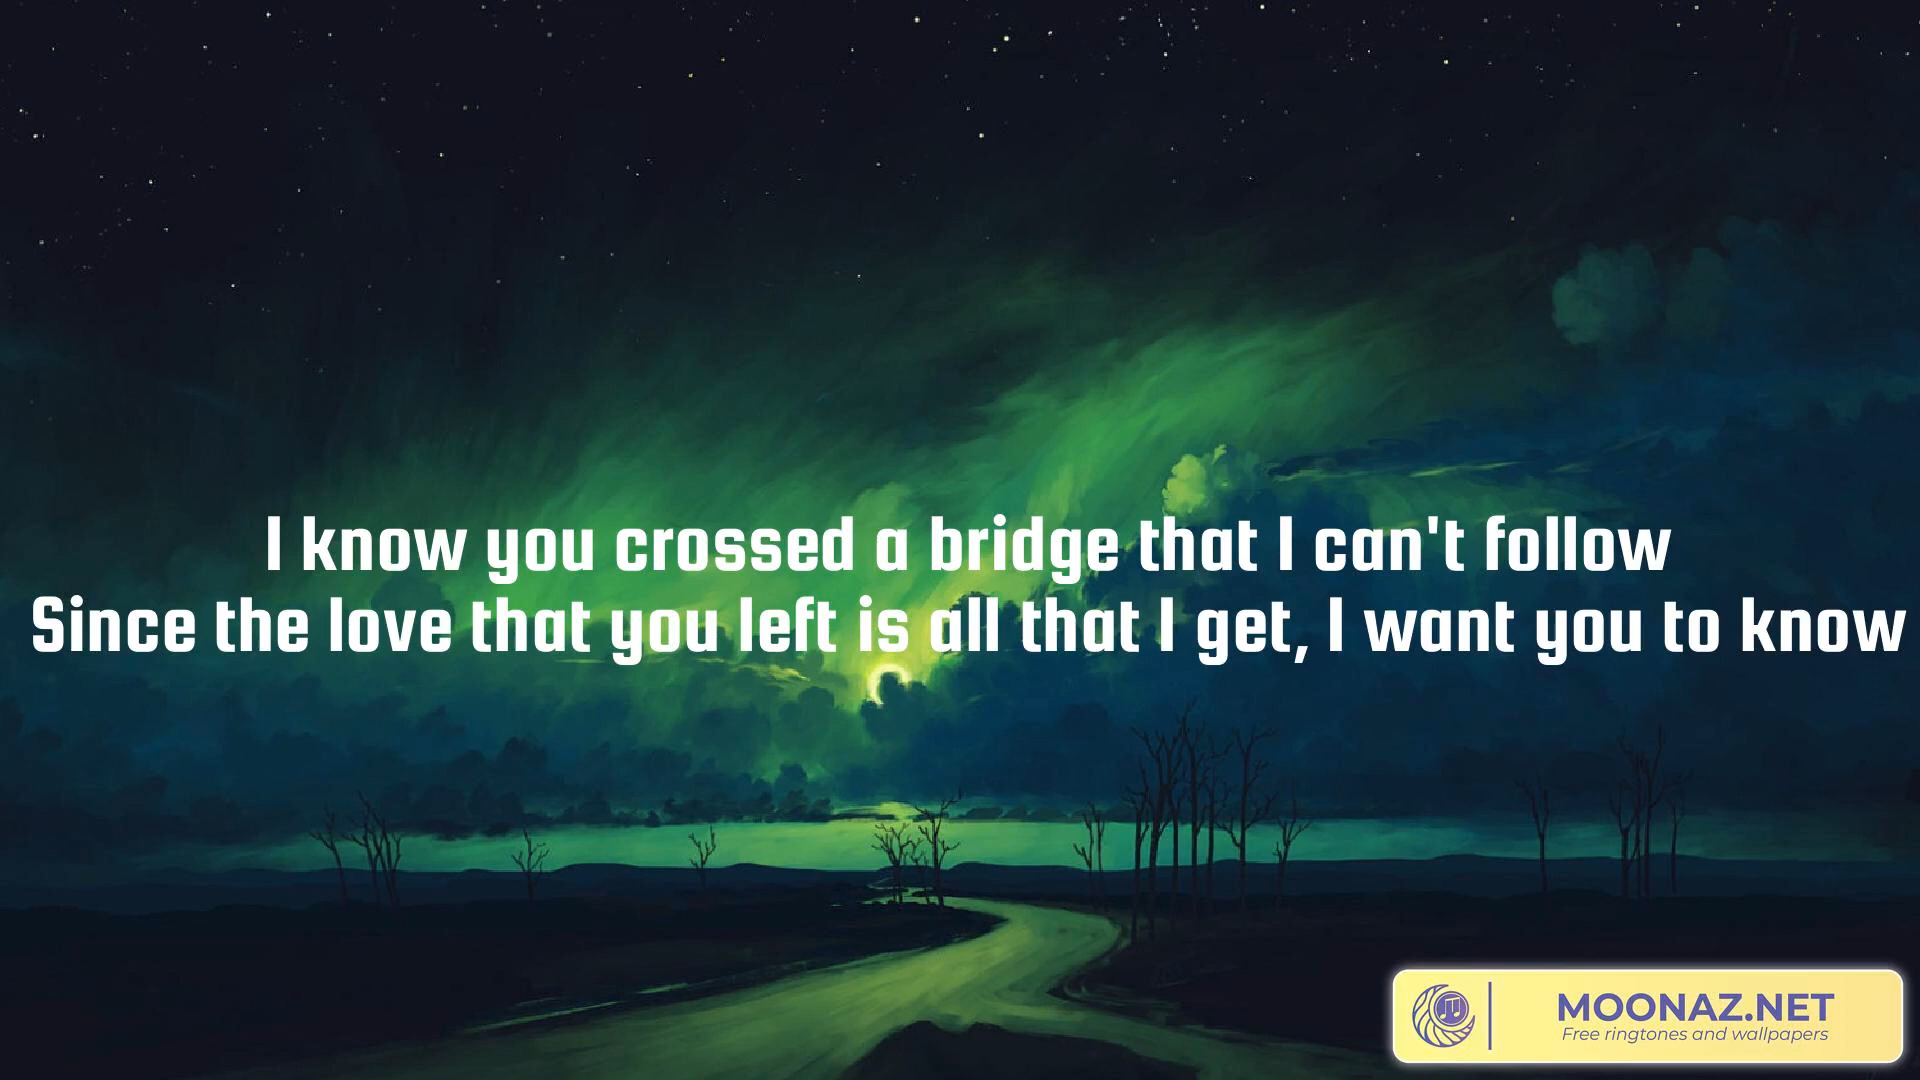 I know you crossed a bridge that I can't follow
Since the love that you left is all that I get, I want you to know
MOONAZ.NET
Free ringtones and wallpapers